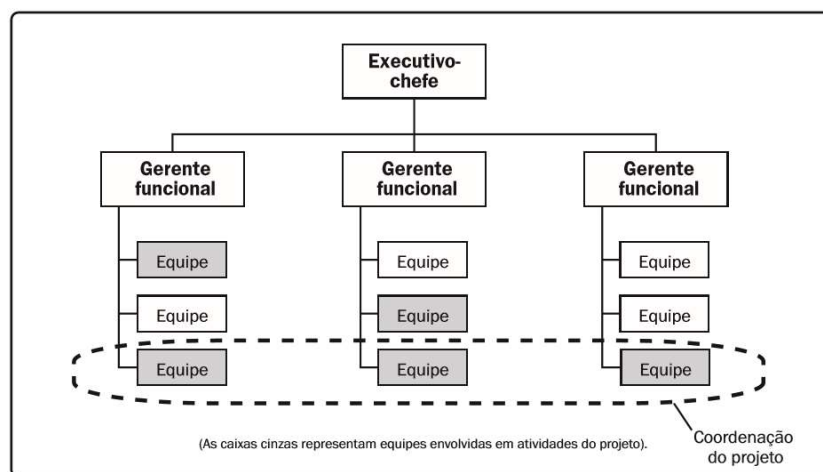 Executivo-
chefe
Gerente
funcional
Gerente
funcional
Gerente
funcional
Equipe
Equipe
Equipe
Equipe
Equipe
Equipe
Equipe
Equipe
Equipe
(As caixas cinzas representam equipes envolvidas em atividades do projeto).
Coordenação
do projeto